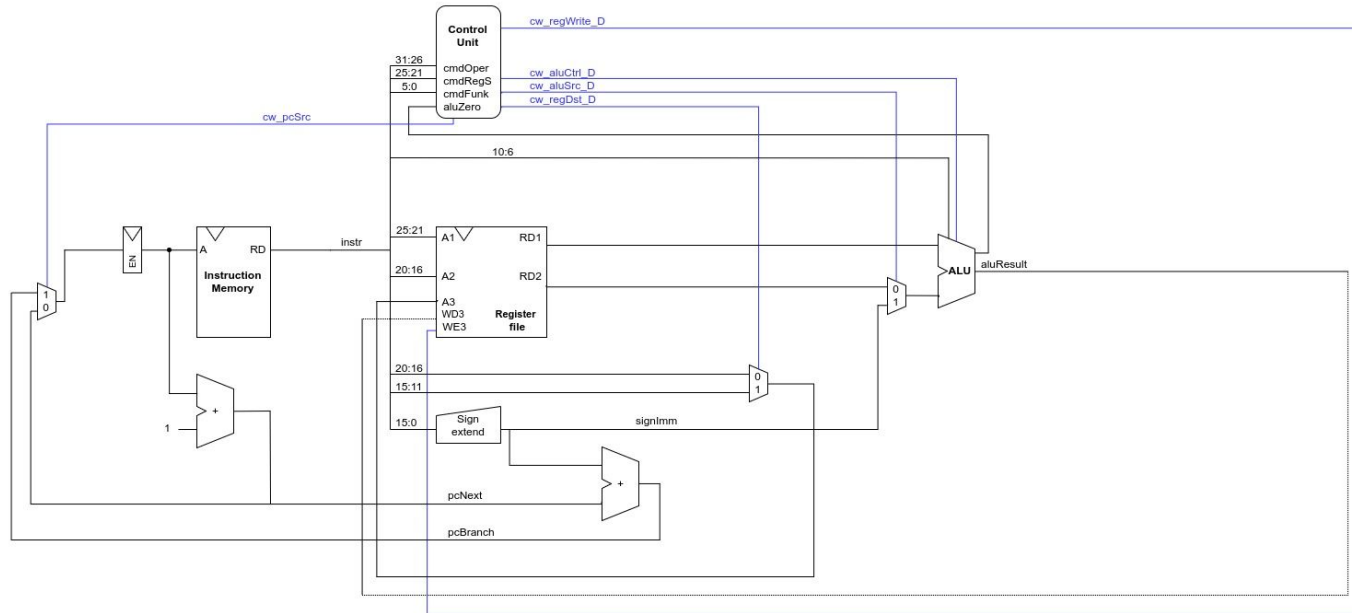 Control
Unit
cw_regWrite_D
31:26
cmdOper
25:21
cmdRegS
cw_aluCtrl_D
5:0
cmdFunk
cw_aluSrc_D
aluZero
cw_regDst_D
cw_pcSrc
10:6
25:21
A1
RD1
A
RD
instr
EN
Instruction
Memory
20:16
A2
RD2
ALU
aluResult
1
0
0
1
A3
WD3
WE3
Register
file
20:16
15:11
0
1
+
1
15:0
Sign
extend
signImm
+
pcNext
pcBranch